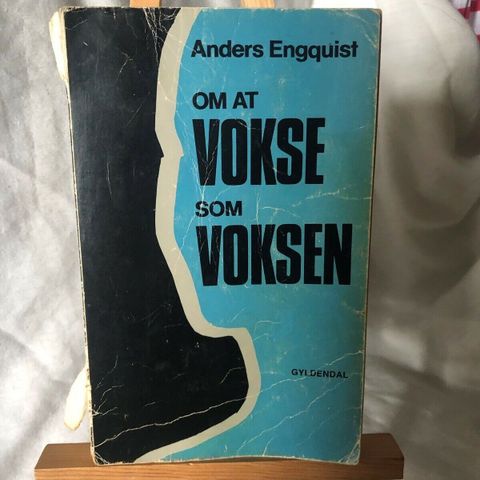 Anders Engquist
OM AT
VOKSE
SOM
VOKSEN
GYLDENDAL